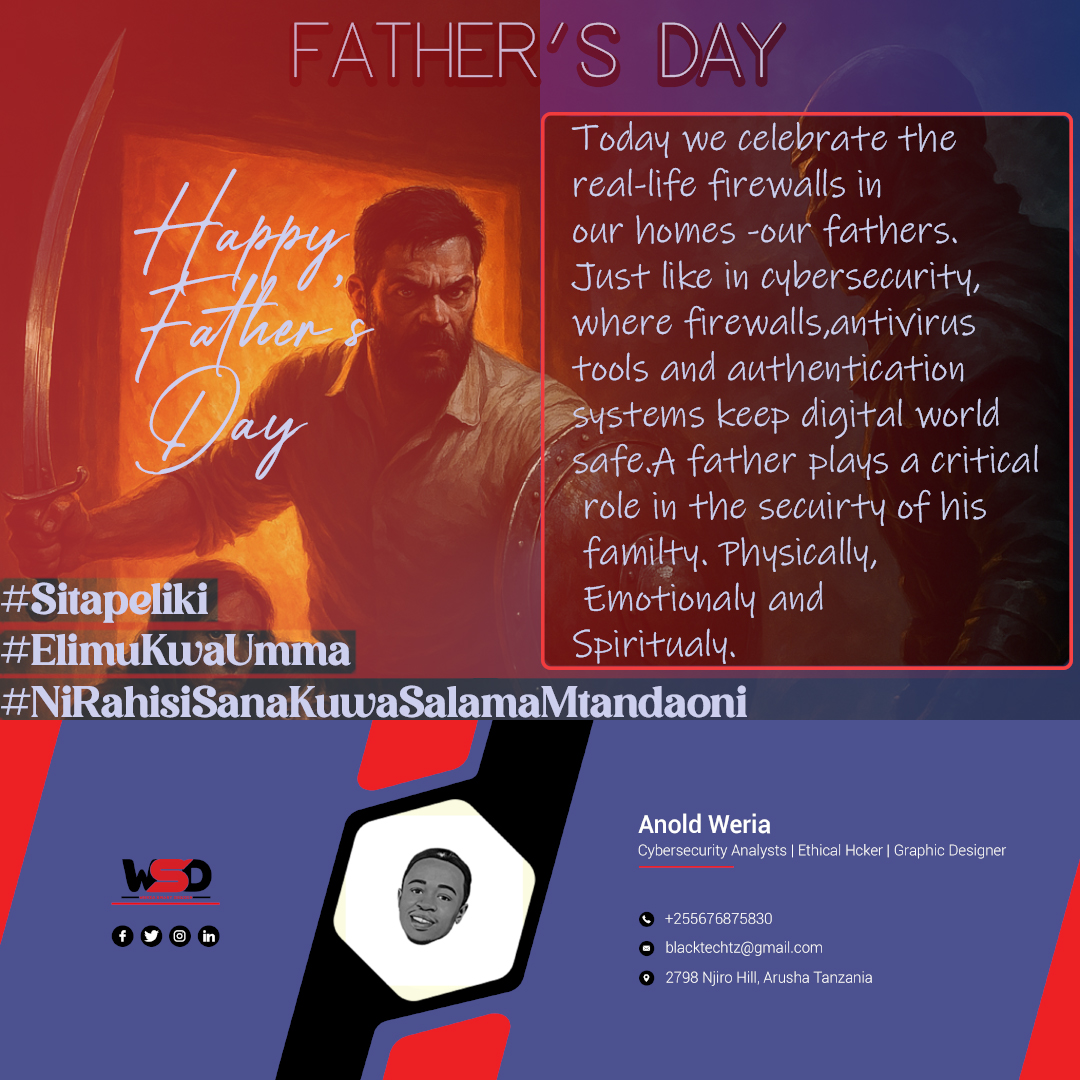 FATHER'S DAY
Happy,
Father's
Day
Today we celebrate the
real-life firewalls in
our homes -our fathers.
Just like in cybersecurity,
where firewalls,antivirus
tools and authentication
systems keep digital world
safe.A father plays a critical
role in the secuirty of his
familty. Physically,
Emotionaly and
Spiritualy.
#Sitapeliki
#ElimuKwaUmma
#NiRahisiSanaKuwaSalamaMtandaoni
WSD
Anold Weria
Cybersecurity Analysts | Ethical Hcker | Graphic Designer
+255676875830
blacktechtz@gmail.com
2798 Njiro Hill, Arusha Tanzania